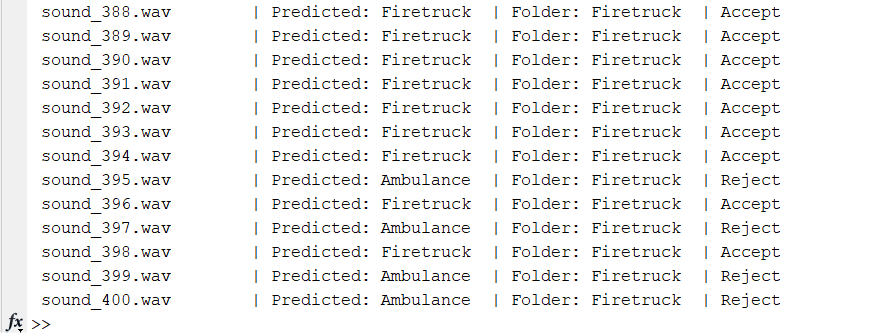 sound_388.wav | Predicted: Firetruck | Folder: Firetruck | Accept
sound_389.wav | Predicted: Firetruck | Folder: Firetruck | Accept
sound_390.wav | Predicted: Firetruck | Folder: Firetruck | Accept
sound_391.wav | Predicted: Firetruck | Folder: Firetruck | Accept
sound_392.wav | Predicted: Firetruck | Folder: Firetruck | Accept
sound_393.wav | Predicted: Firetruck | Folder: Firetruck | Accept
sound_394.wav | Predicted: Firetruck | Folder: Firetruck | Accept
sound_395.wav | Predicted: Ambulance | Folder: Firetruck | Reject
sound_396.wav | Predicted: Firetruck | Folder: Firetruck | Accept
sound_397.wav | Predicted: Ambulance | Folder: Firetruck | Reject
sound_398.wav | Predicted: Firetruck | Folder: Firetruck | Accept
sound_399.wav | Predicted: Ambulance | Folder: Firetruck | Reject
sound_400.wav | Predicted: Ambulance | Folder: Firetruck | Reject
fx >>